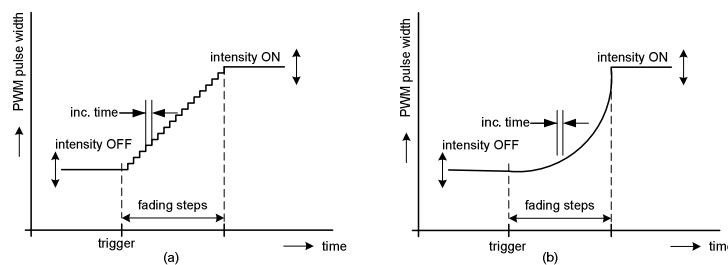 PWM pulse width
intensity ON
inc. time
intensity OFF
fading steps
trigger
time
(a)
PWM pulse width
intensity ON
inc. time
intensity OFF
fading steps
trigger
time
(b)